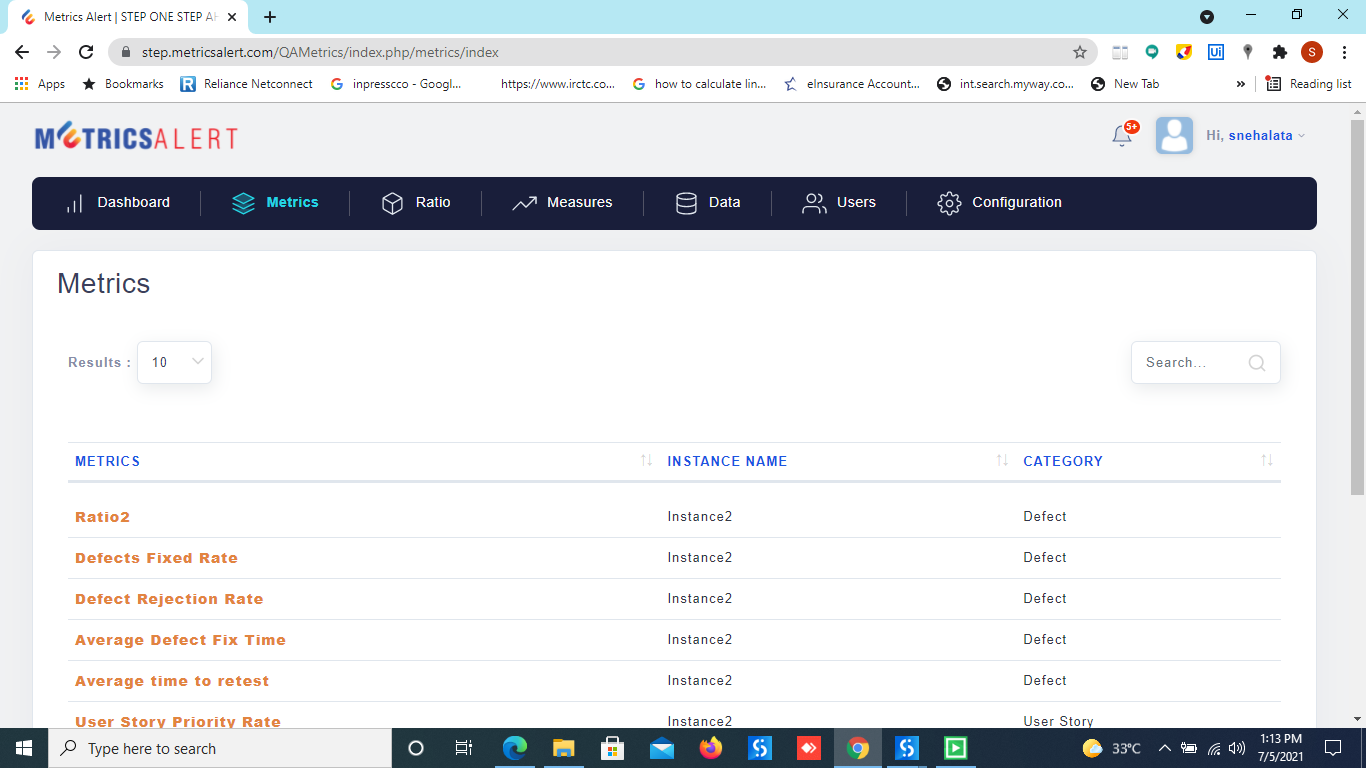 Metrics Alert | STEP ONE STEP AH
step.metricsalert.com/QAMetrics/index.php/metrics/index
S
Apps Bookmarks Reliance Netconnect inpresscco - Googl... https://www.irctc.co... how to calculate lin... eInsurance Account... int.search.myway.co... New Tab » Reading list
METRICSALERT
5+
Hi, snehalata
Dashboard Metrics Ratio Measures Data Users Configuration
Metrics
Results : 10 Search...
METRICS INSTANCE NAME CATEGORY
Ratio2 Instance2 Defect
Defects Fixed Rate Instance2 Defect
Defect Rejection Rate Instance2 Defect
Average Defect Fix Time Instance2 Defect
Average time to retest Instance2 Defect
User Story Priority Rate Instance2 User Story
Type here to search 33°C 1:13 PM
7/5/2021